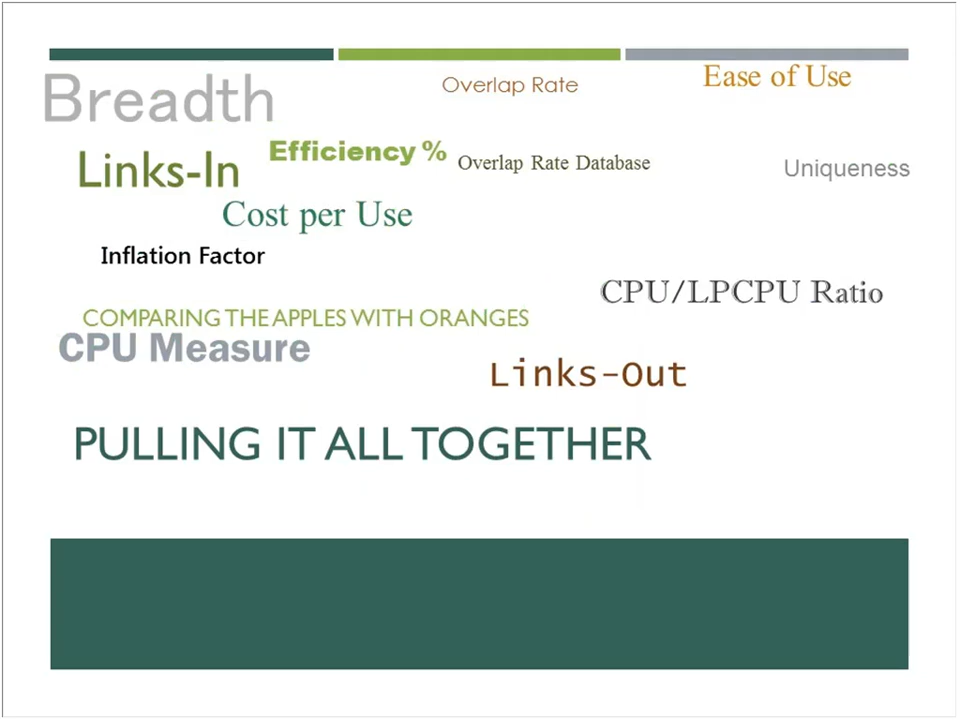 Breadth
Overlap Rate
Ease of Use
Links-In
Efficiency %
Overlap Rate Database
Uniqueness
Cost per Use
Inflation Factor
CPU/LPCPU Ratio
COMPARING THE APPLES WITH ORANGES
CPU Measure
Links-Out
PULLING IT ALL TOGETHER